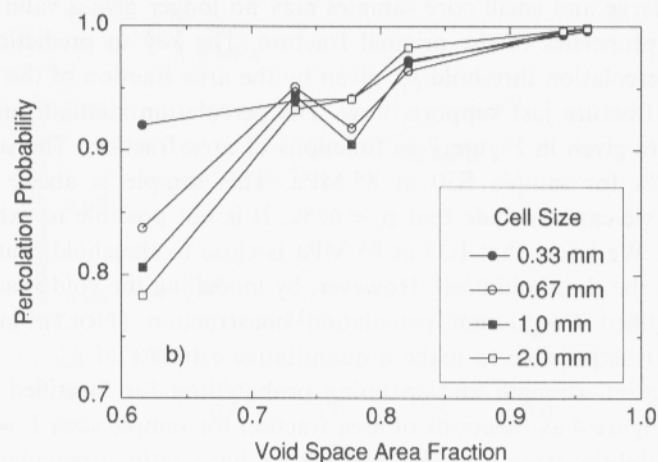 1.0
0.9
0.8
0.7
Percolation Probability
Cell Size
0.33 mm
0.67 mm
1.0 mm
2.0 mm
b)
0.6
0.7
0.8
0.9
1.0
Void Space Area Fraction